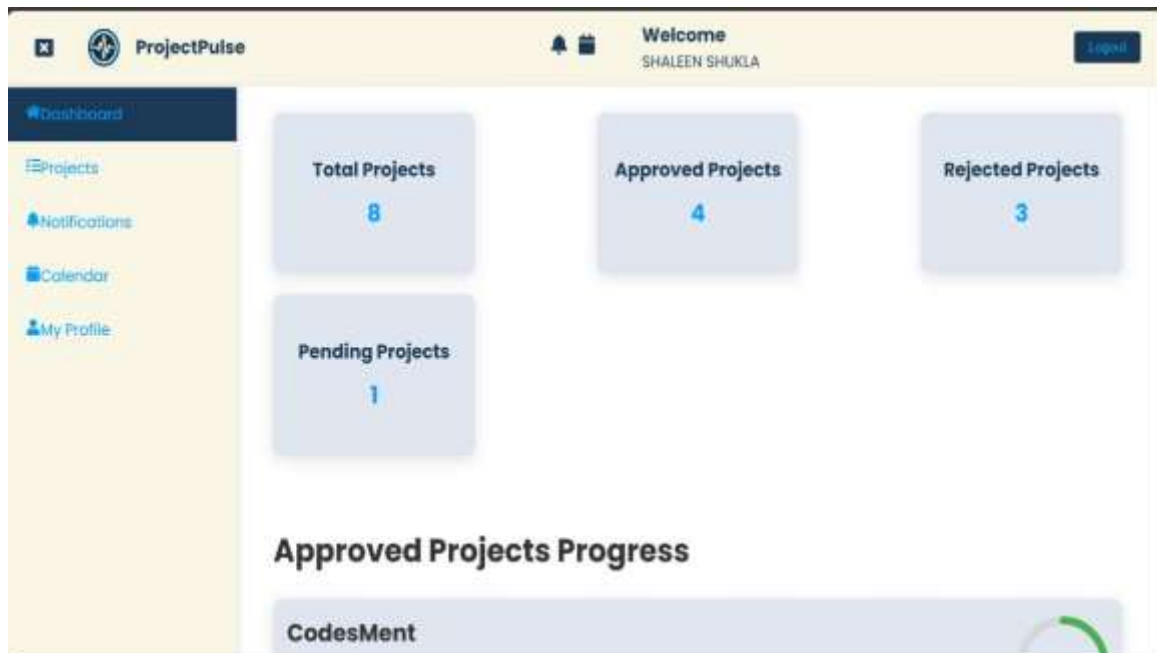 ProjectPulse
Welcome
SHALEEN SHUKLA
Logout
Dashboard
Projects
Notifications
Calendar
My Profile
Total Projects
8
Approved Projects
4
Rejected Projects
3
Pending Projects
1
Approved Projects Progress
CodesMent